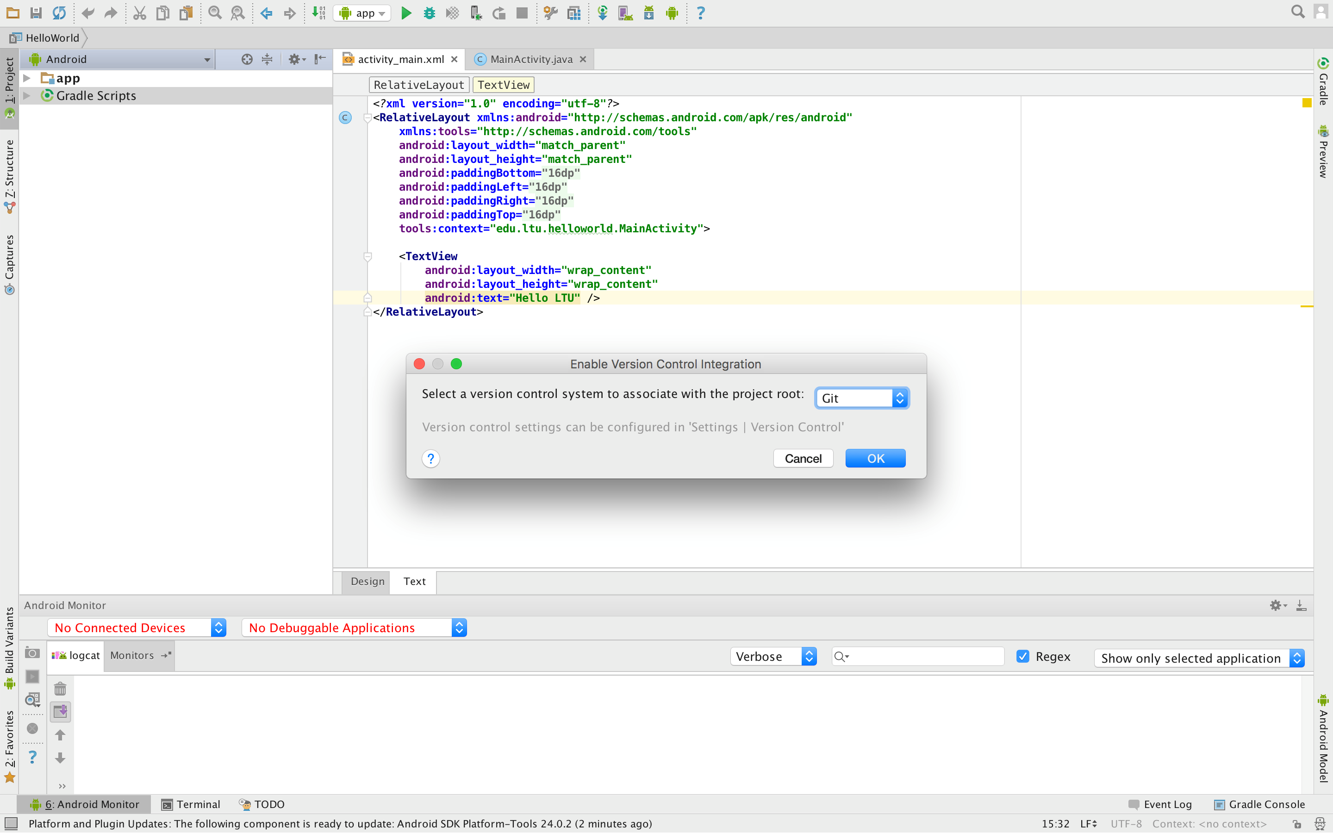 app
HelloWorld
Android
activity_main.xml
MainActivity.java
1: Project
app
Gradle Scripts
RelativeLayout
TextView
<?xml version="1.0" encoding="utf-8"?>
<RelativeLayout xmlns:android="http://schemas.android.com/apk/res/android"
xmlns:tools="http://schemas.android.com/tools"
android:layout_width="match_parent"
android:layout_height="match_parent"
android:paddingBottom="16dp"
android:paddingLeft="16dp"
android:paddingRight="16dp"
android:paddingTop="16dp"
tools:context="edu.ltu.helloworld.MainActivity">
<TextView
android:layout_width="wrap_content"
android:layout_height="wrap_content"
android:text="Hello LTU" />
</RelativeLayout>
Gradle
Preview
Z: Structure
Captures
Enable Version Control Integration
Select a version control system to associate with the project root:
Git
Version control settings can be configured in 'Settings | Version Control'
?
Cancel
OK
Design
Text
Android Monitor
No Connected Devices
No Debuggable Applications
logcat
Monitors
Verbose
Regex
Show only selected application
Build Variants
2: Favorites
Android Model
6: Android Monitor
Terminal
TODO
Event Log
Gradle Console
Platform and Plugin Updates: The following component is ready to update: Android SDK Platform-Tools 24.0.2 (2 minutes ago)
15:32
LF
UTF-8
Context: <no context>